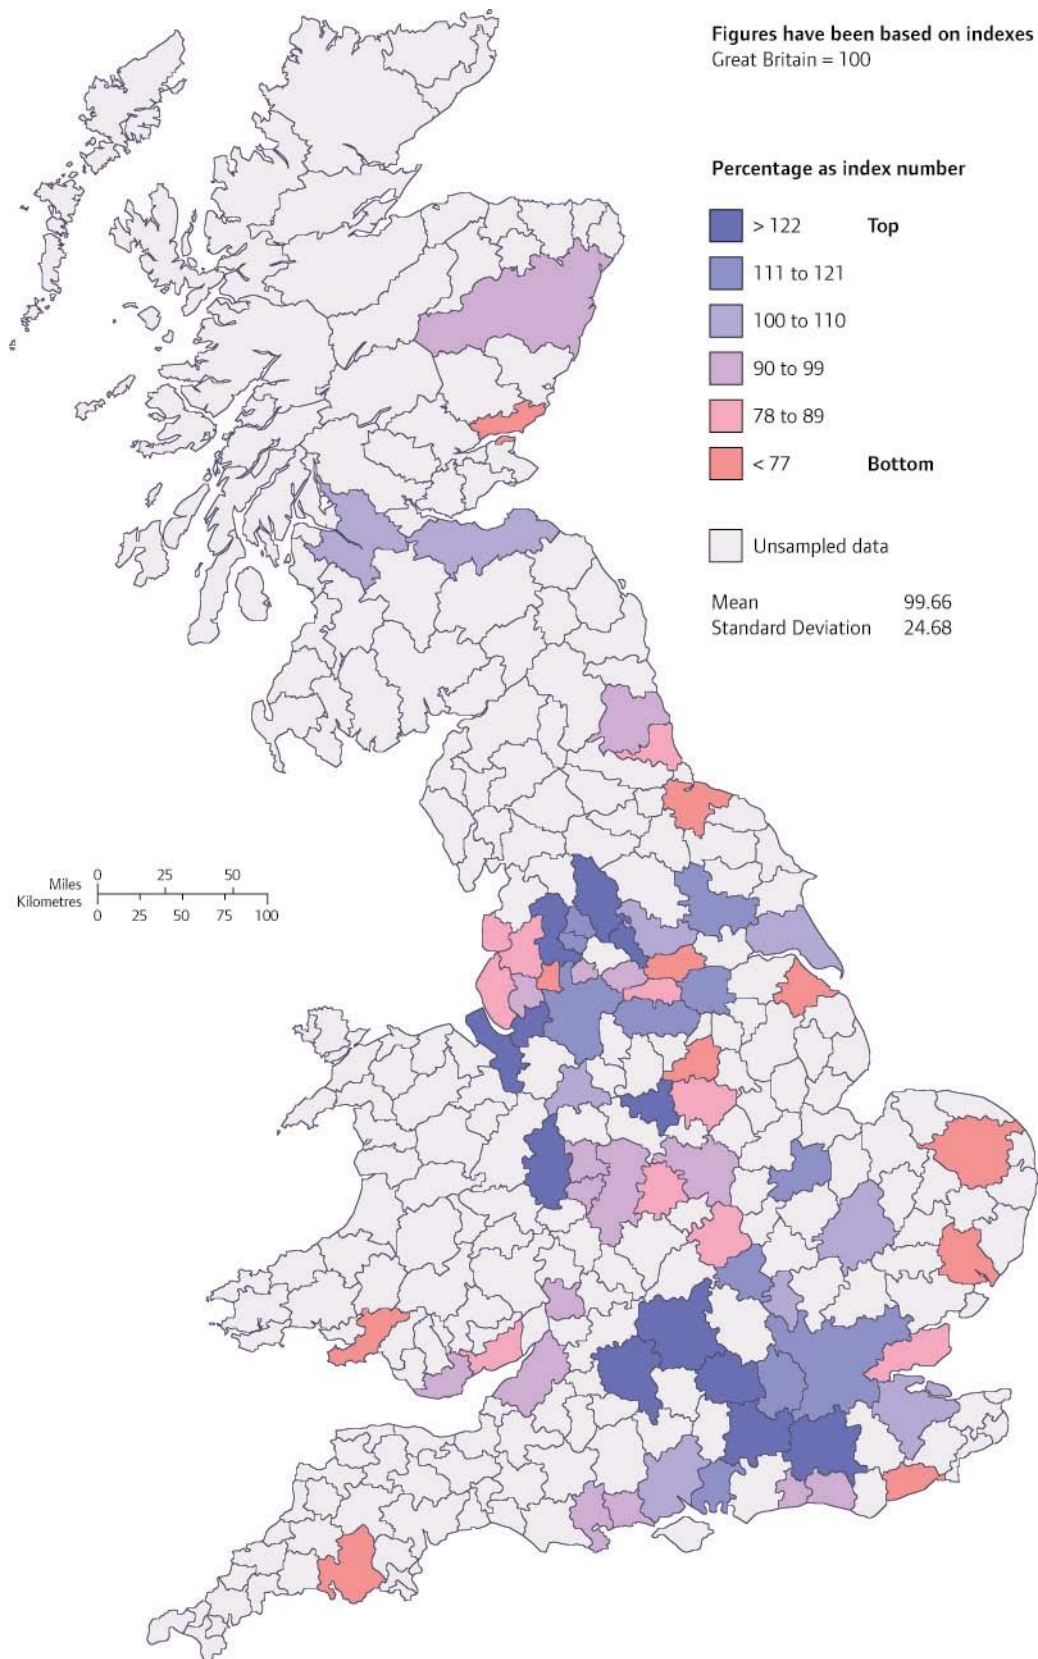 Figures have been based on indexes
Great Britain = 100
Percentage as index number
> 122 Top
111 to 121
100 to 110
90 to 99
78 to 89
< 77 Bottom
Unsampled data
Mean 99.66
Standard Deviation 24.68
Miles 0 25 50
Kilometres 0 25 50 75 100